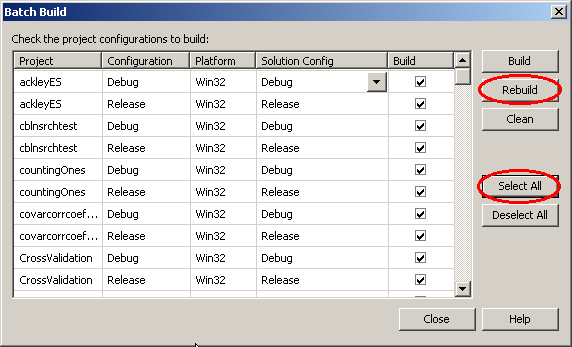 Batch Build
Check the project configurations to build:
Project Configuration Platform Solution Config Build
ackleyES Debug Win32 Debug
ackleyES Release Win32 Release
cblnsrchtest Debug Win32 Debug
cblnsrchtest Release Win32 Release
countingOnes Debug Win32 Debug
countingOnes Release Win32 Release
covarcorrcoef... Debug Win32 Debug
covarcorrcoef... Release Win32 Release
CrossValidation Debug Win32 Debug
CrossValidation Release Win32 Release
Build
Rebuild
Clean
Select All
Deselect All
Close Help